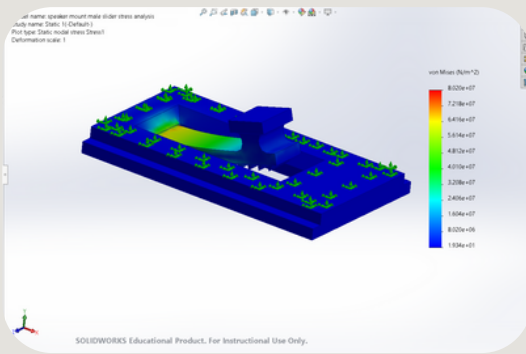 name: speaker mount male slider stress analysis
name: Static 1(-Default-)
Plot type: Static nodal stress Stress1
Deformation scale: 1
von Mises (N/m^2)
8.020e+07
7.218e+07
6.416e+07
5.614e+07
4.812e+07
4.010e+07
3.208e+07
2.406e+07
1.604e+07
8.020e+06
1.934e+01
SOLIDWORKS Educational Product. For Instructional Use Only.